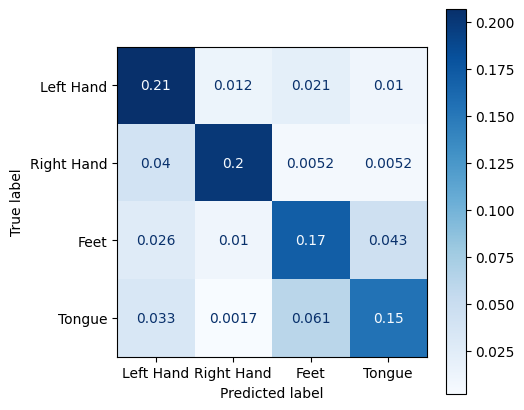 Left Hand 0.21 0.012 0.021 0.01
Right Hand 0.04 0.2 0.0052 0.0052
Feet 0.026 0.01 0.17 0.043
Tongue 0.033 0.0017 0.061 0.15
Left Hand Right Hand Feet Tongue
Predicted label
True label
0.200
0.175
0.150
0.125
0.100
0.075
0.050
0.025